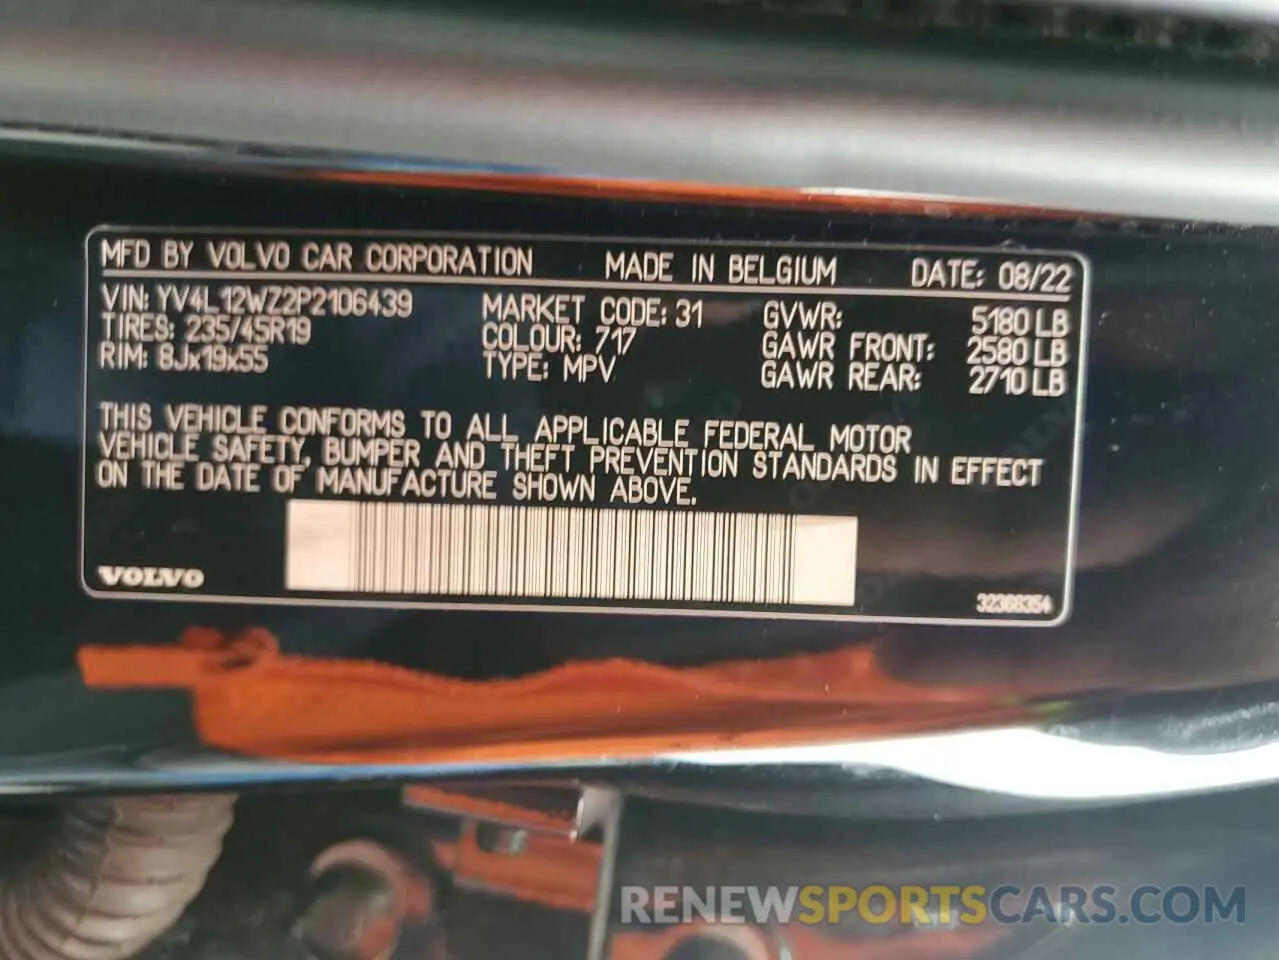 MFD BY VOLVO CAR CORPORATION MADE IN BELGIUM DATE: 08/22
VIN: YV4L12WZ2P2106439 MARKET CODE: 31 GVWR: 5180 LB
TIRES: 235/45R19 COLOUR: 717 GAWR FRONT: 2580 LB
RIM: 8Jx19x55 TYPE: MPV GAWR REAR: 2710 LB
THIS VEHICLE CONFORMS TO ALL APPLICABLE FEDERAL MOTOR
VEHICLE SAFETY, BUMPER AND THEFT PREVENTION STANDARDS IN EFFECT
ON THE DATE OF MANUFACTURE SHOWN ABOVE.
VOLVO
32368354
RENEWSPORTSCARS.COM